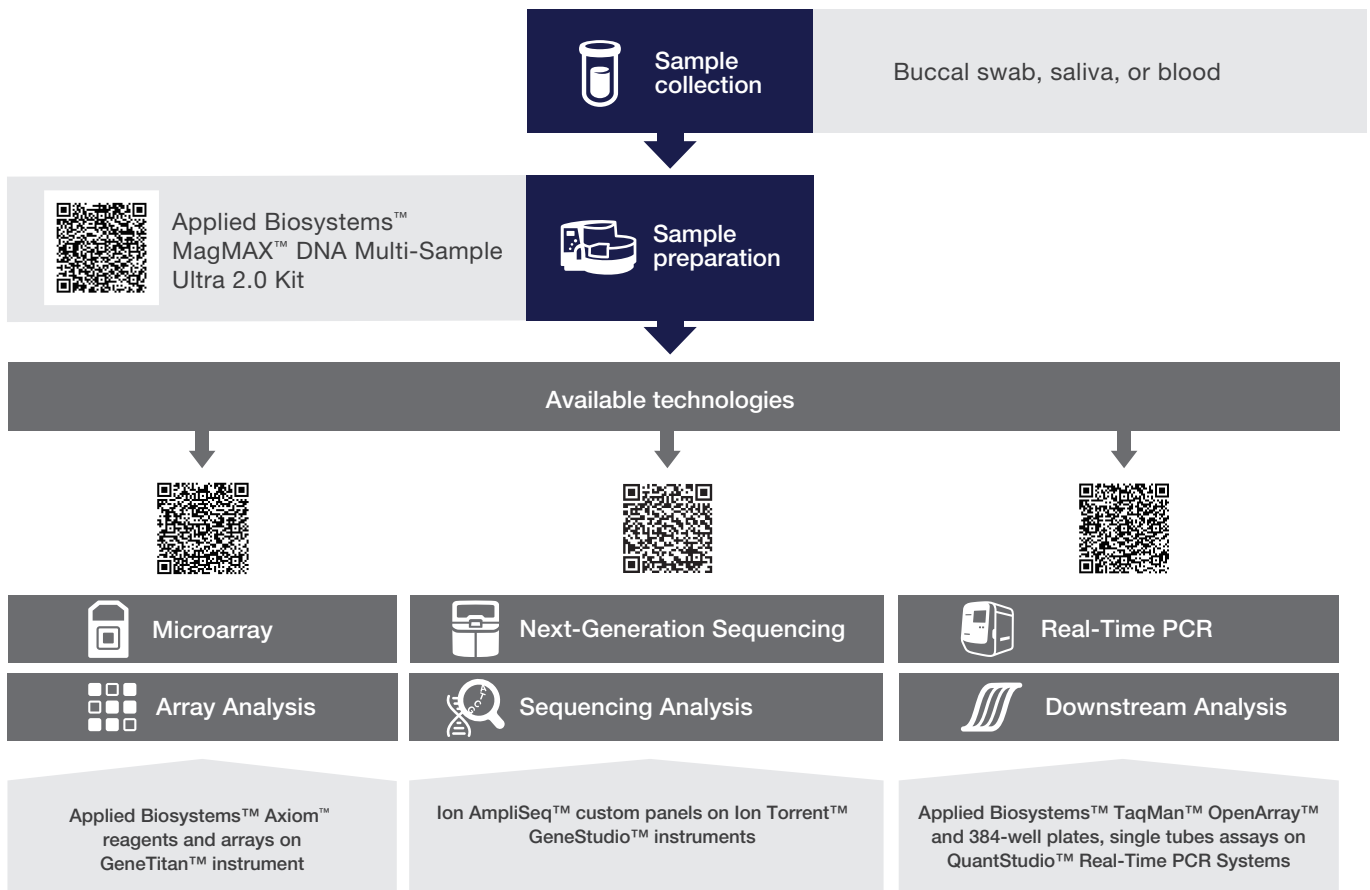 Sample
collection
Buccal swab, saliva, or blood
Applied Biosystems™
MagMAX™ DNA Multi-Sample
Ultra 2.0 Kit
Sample
preparation
Available technologies
Microarray
Next-Generation Sequencing
Real-Time PCR
Array Analysis
A
T
C
G
Sequencing Analysis
Downstream Analysis
Applied Biosystems™ Axiom™
reagents and arrays on
GeneTitan™ instrument
Ion AmpliSeq™ custom panels on Ion Torrent™
GeneStudio™ instruments
Applied Biosystems™ TaqMan™ OpenArray™
and 384-well plates, single tubes assays on
QuantStudio™ Real-Time PCR Systems